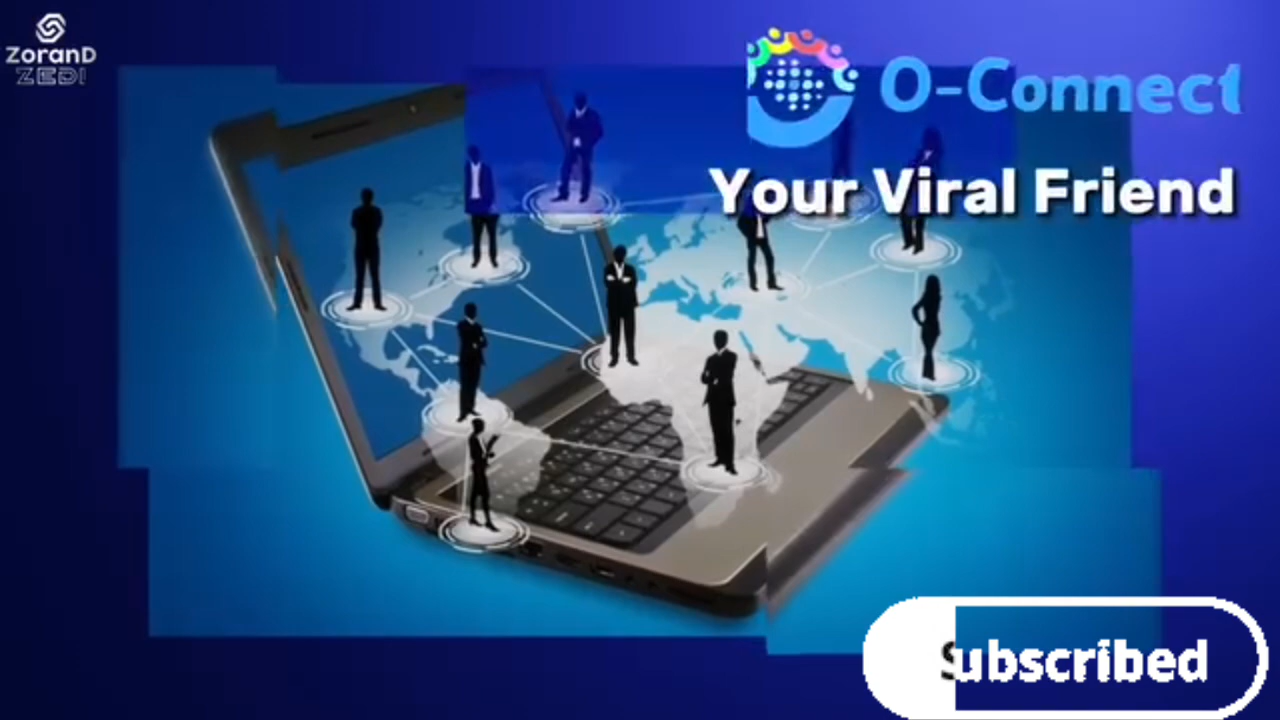 ZoranD
ZEDI
O-Connect
Your Viral Friend
Subscribed